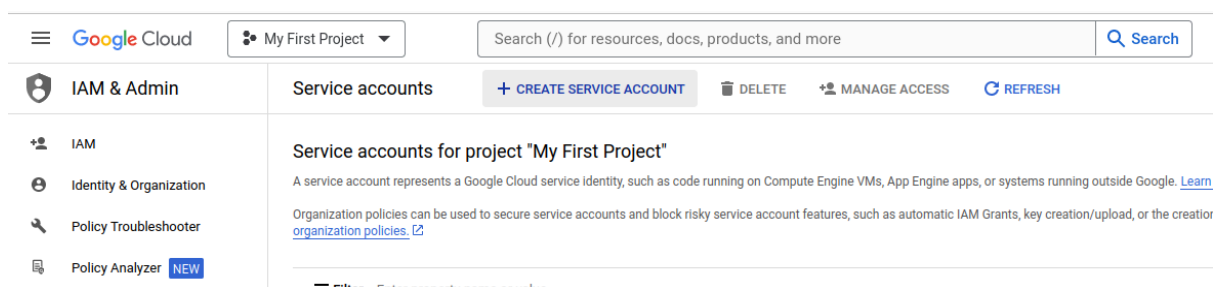 Google Cloud My First Project Search (/) for resources, docs, products, and more Search
IAM & Admin Service accounts + CREATE SERVICE ACCOUNT DELETE MANAGE ACCESS REFRESH
IAM
Identity & Organization
Policy Troubleshooter
Policy Analyzer NEW
Service accounts for project "My First Project"
A service account represents a Google Cloud service identity, such as code running on Compute Engine VMs, App Engine apps, or systems running outside Google. Learn
Organization policies can be used to secure service accounts and block risky service account features, such as automatic IAM Grants, key creation/upload, or the creation
organization policies.
Filter